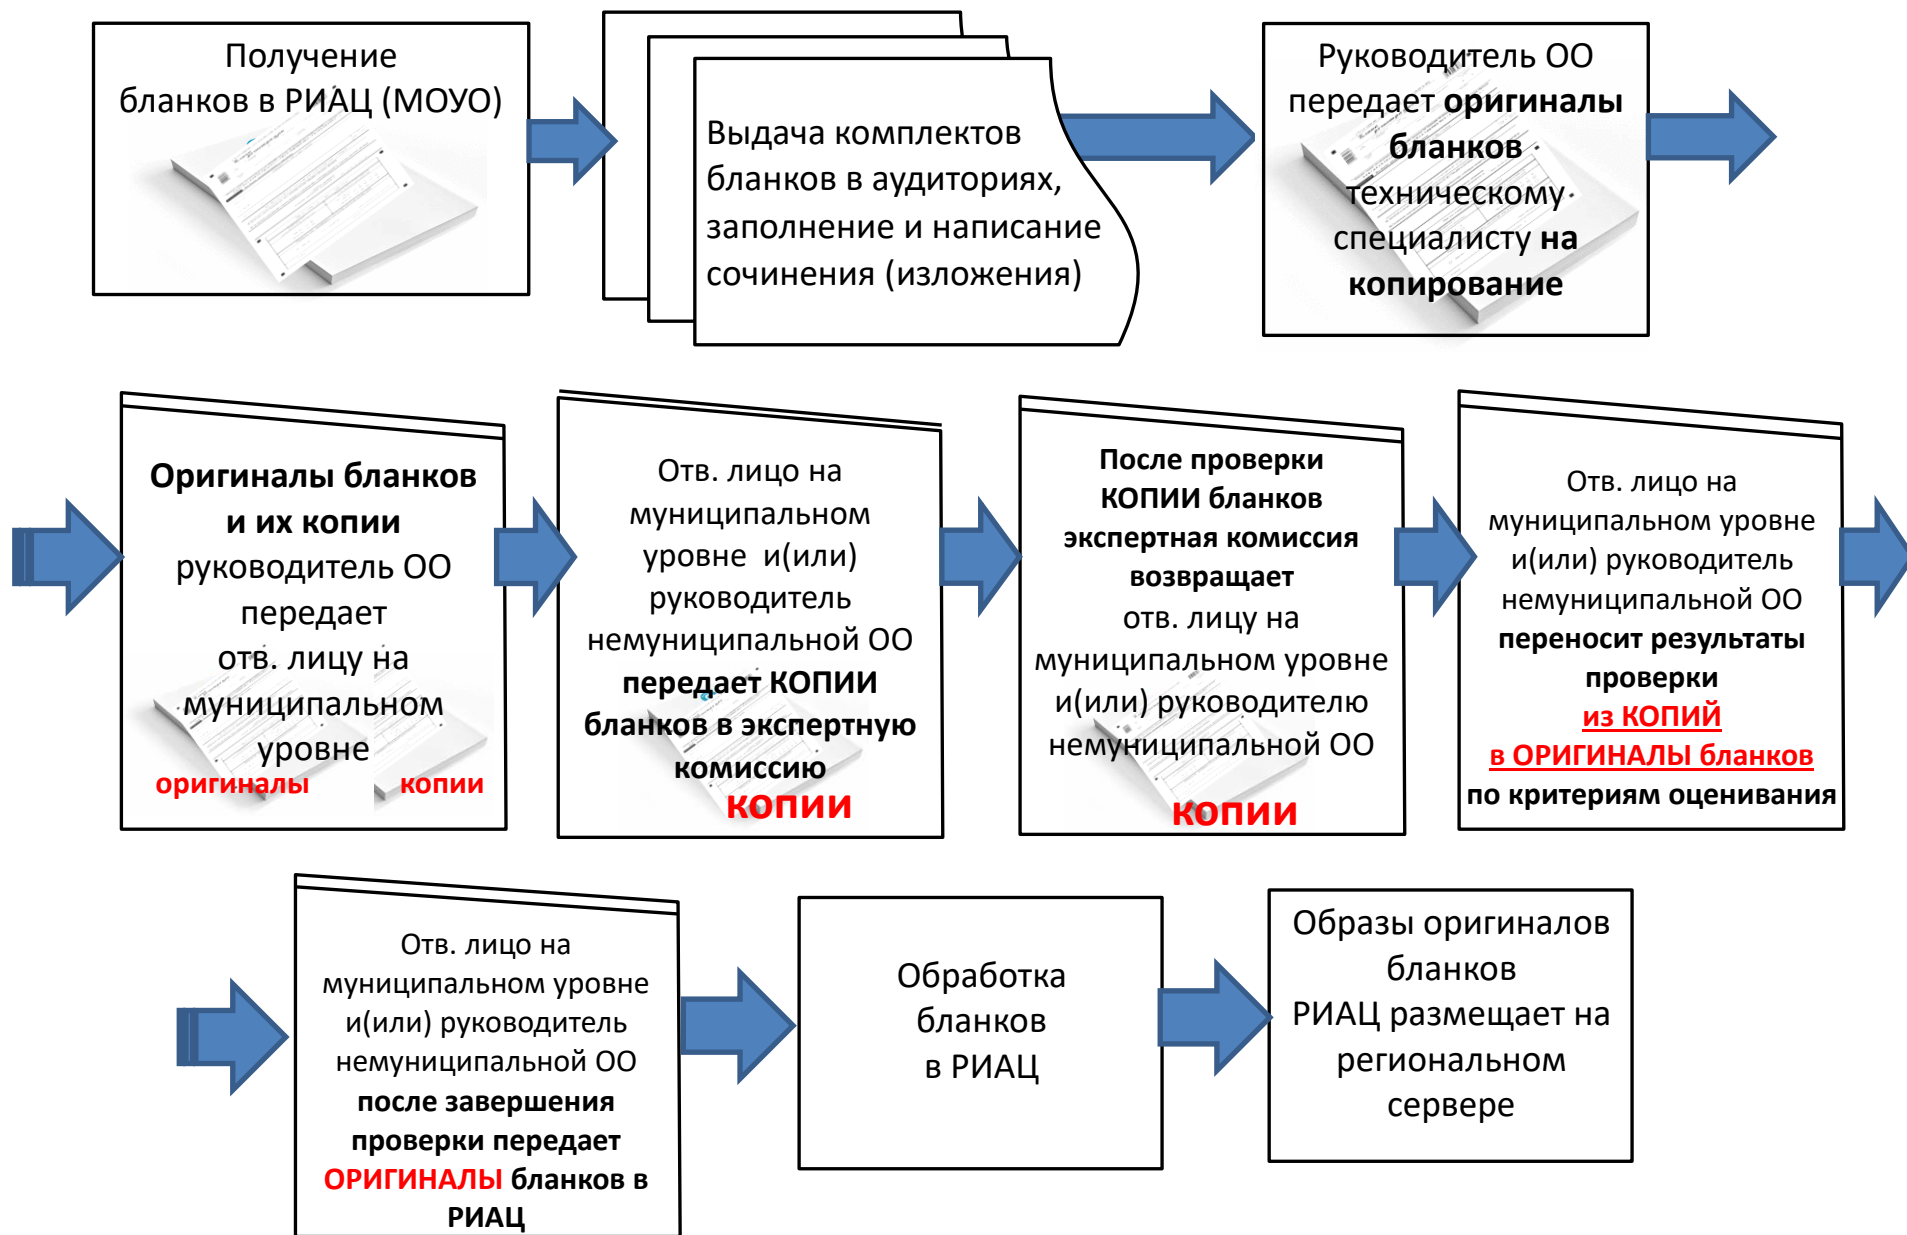 Получение
бланков в РИАЦ (МОУО)
Выдача комплектов
бланков в аудиториях,
заполнение и написание
сочинения (изложения)
Руководитель ОО
передает оригиналы
бланков
техническому
специалисту на
копирование
Оригиналы бланков
и их копии
руководитель ОО
передает
отв. лицу на
муниципальном
уровне
оригиналы
копии
Отв. лицо на
муниципальном
уровне и(или)
руководитель
немуниципальной ОО
передает КОПИИ
бланков в экспертную
комиссию
КОПИИ
После проверки
КОПИИ бланков
экспертная комиссия
возвращает
отв. лицу на
муниципальном уровне
и(или) руководителю
немуниципальной ОО
КОПИИ
Отв. лицо на
муниципальном уровне
и(или) руководитель
немуниципальной ОО
переносит результаты
проверки
из КОПИЙ
в ОРИГИНАЛЫ бланков
по критериям оценивания
Отв. лицо на
муниципальном уровне
и(или) руководитель
немуниципальной ОО
после завершения
проверки передает
ОРИГИНАЛЫ бланков в
РИАЦ
Обработка
бланков
в РИАЦ
Образы оригиналов
бланков
РИАЦ размещает на
региональном
сервере